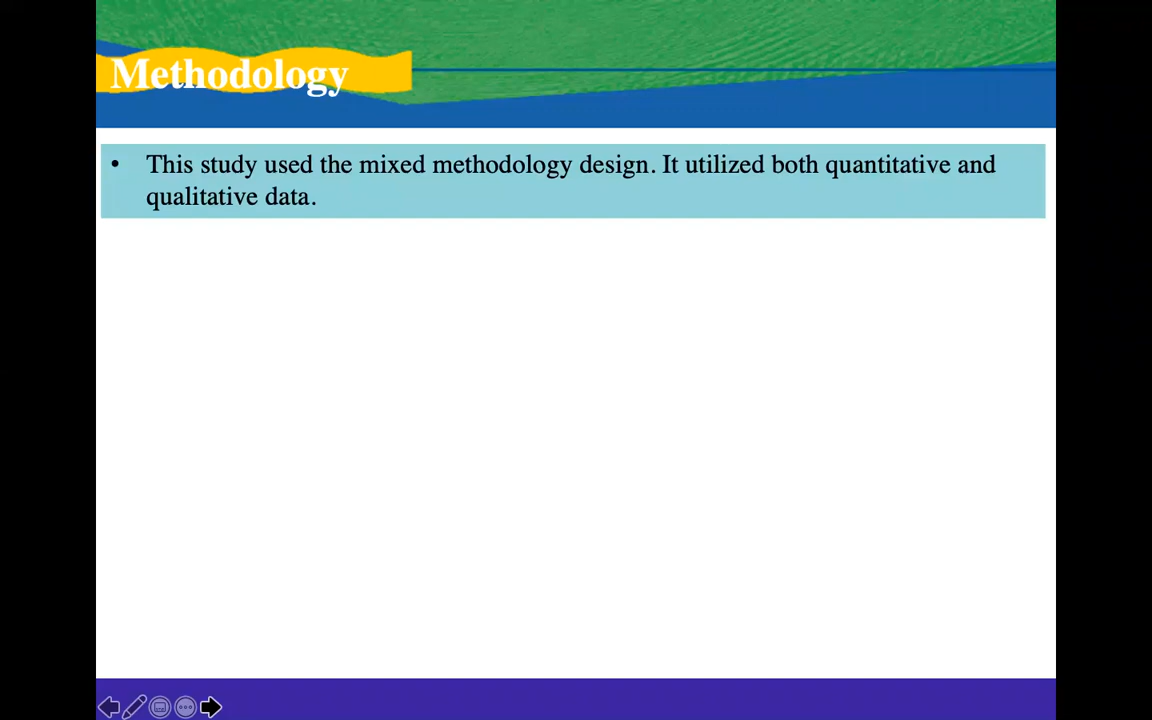 Methodology
• This study used the mixed methodology design. It utilized both quantitative and
qualitative data.